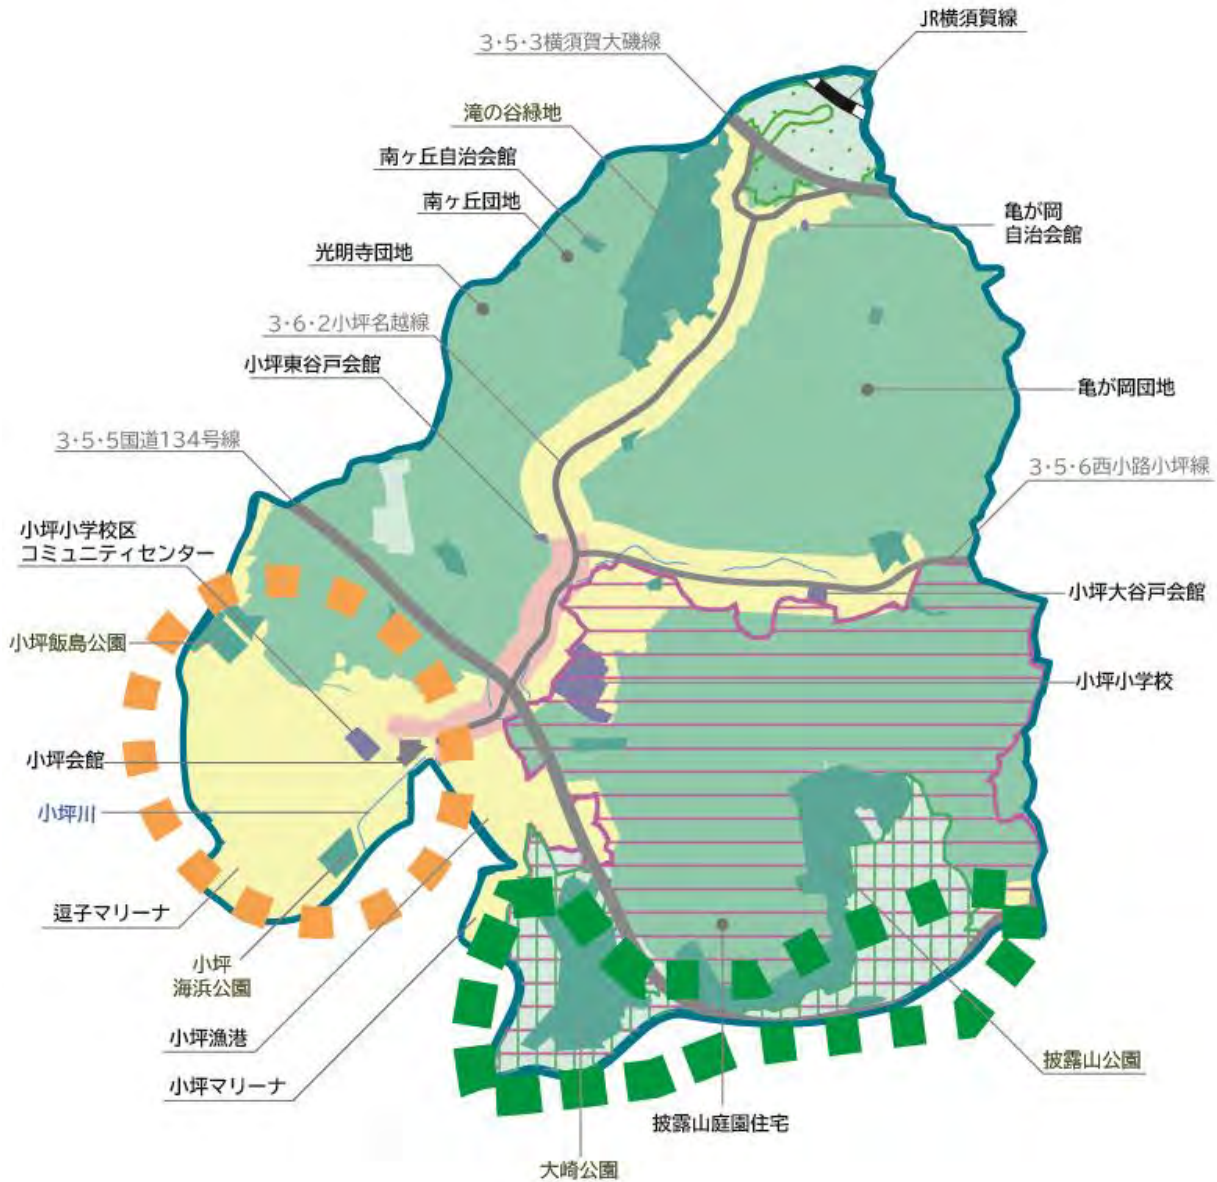 JR横須賀線
3・5・3横須賀大磯線
滝の谷緑地
南ヶ丘自治会館
南ヶ丘団地
亀が岡
自治会館
光明寺団地
3・6・2小坪名越線
小坪東谷戸会館
亀が岡団地
3・5・5国道134号線
3・5・6西小路小坪線
小坪小学校区
コミュニティセンター
小坪大谷戸会館
小坪飯島公園
小坪小学校
小坪会館
小坪川
逗子マリーナ
小坪
海浜公園
小坪漁港
小坪マリーナ
披露山公園
披露山庭園住宅
大崎公園